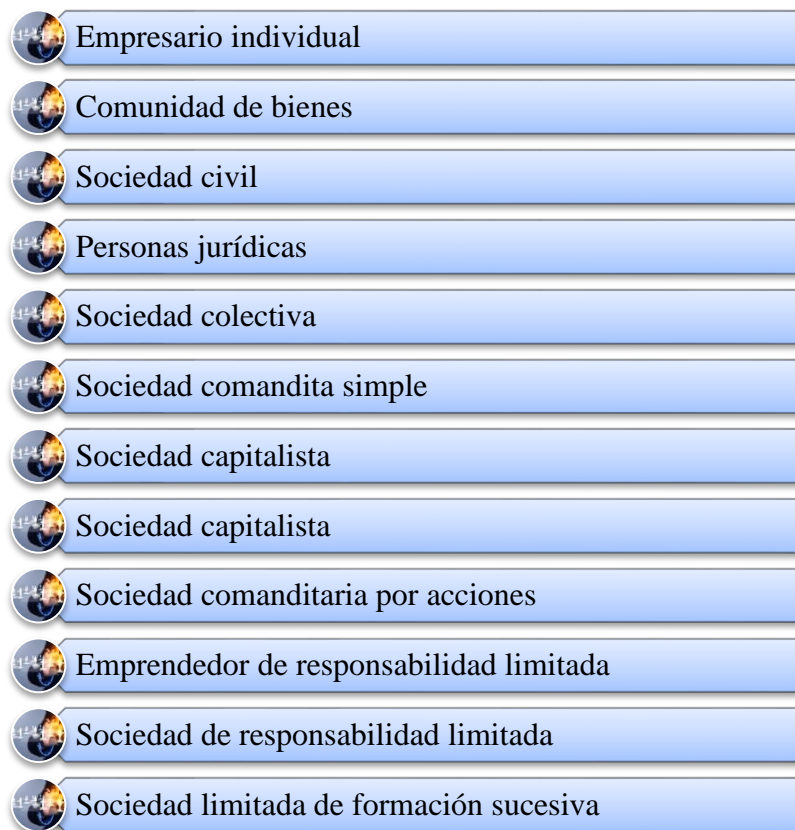 Empresario individual
Comunidad de bienes
Sociedad civil
Personas jurídicas
Sociedad colectiva
Sociedad comandita simple
Sociedad capitalista
Sociedad capitalista
Sociedad comanditaria por acciones
Emprendedor de responsabilidad limitada
Sociedad de responsabilidad limitada
Sociedad limitada de formación sucesiva